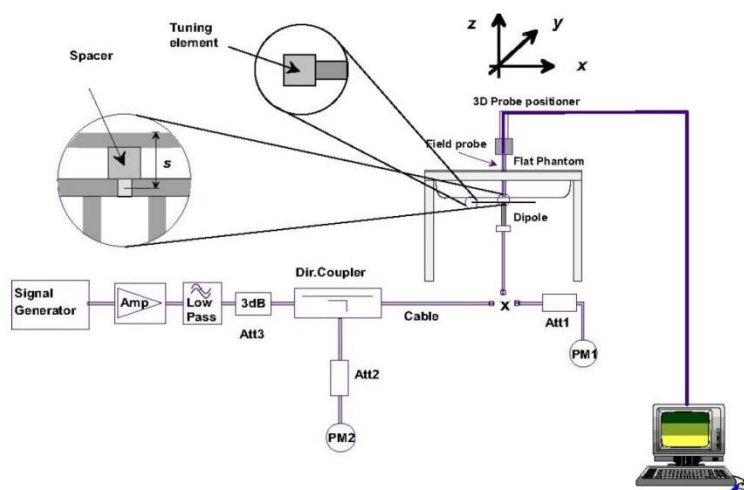 Tuning
element
Spacer
s
z
y
x
3D Probe positioner
Field probe
Flat Phantom
Dipole
Signal
Generator
Amp
Low
Pass
3dB
Att3
Dir.Coupler
Cable
x
Att1
PM1
Att2
PM2